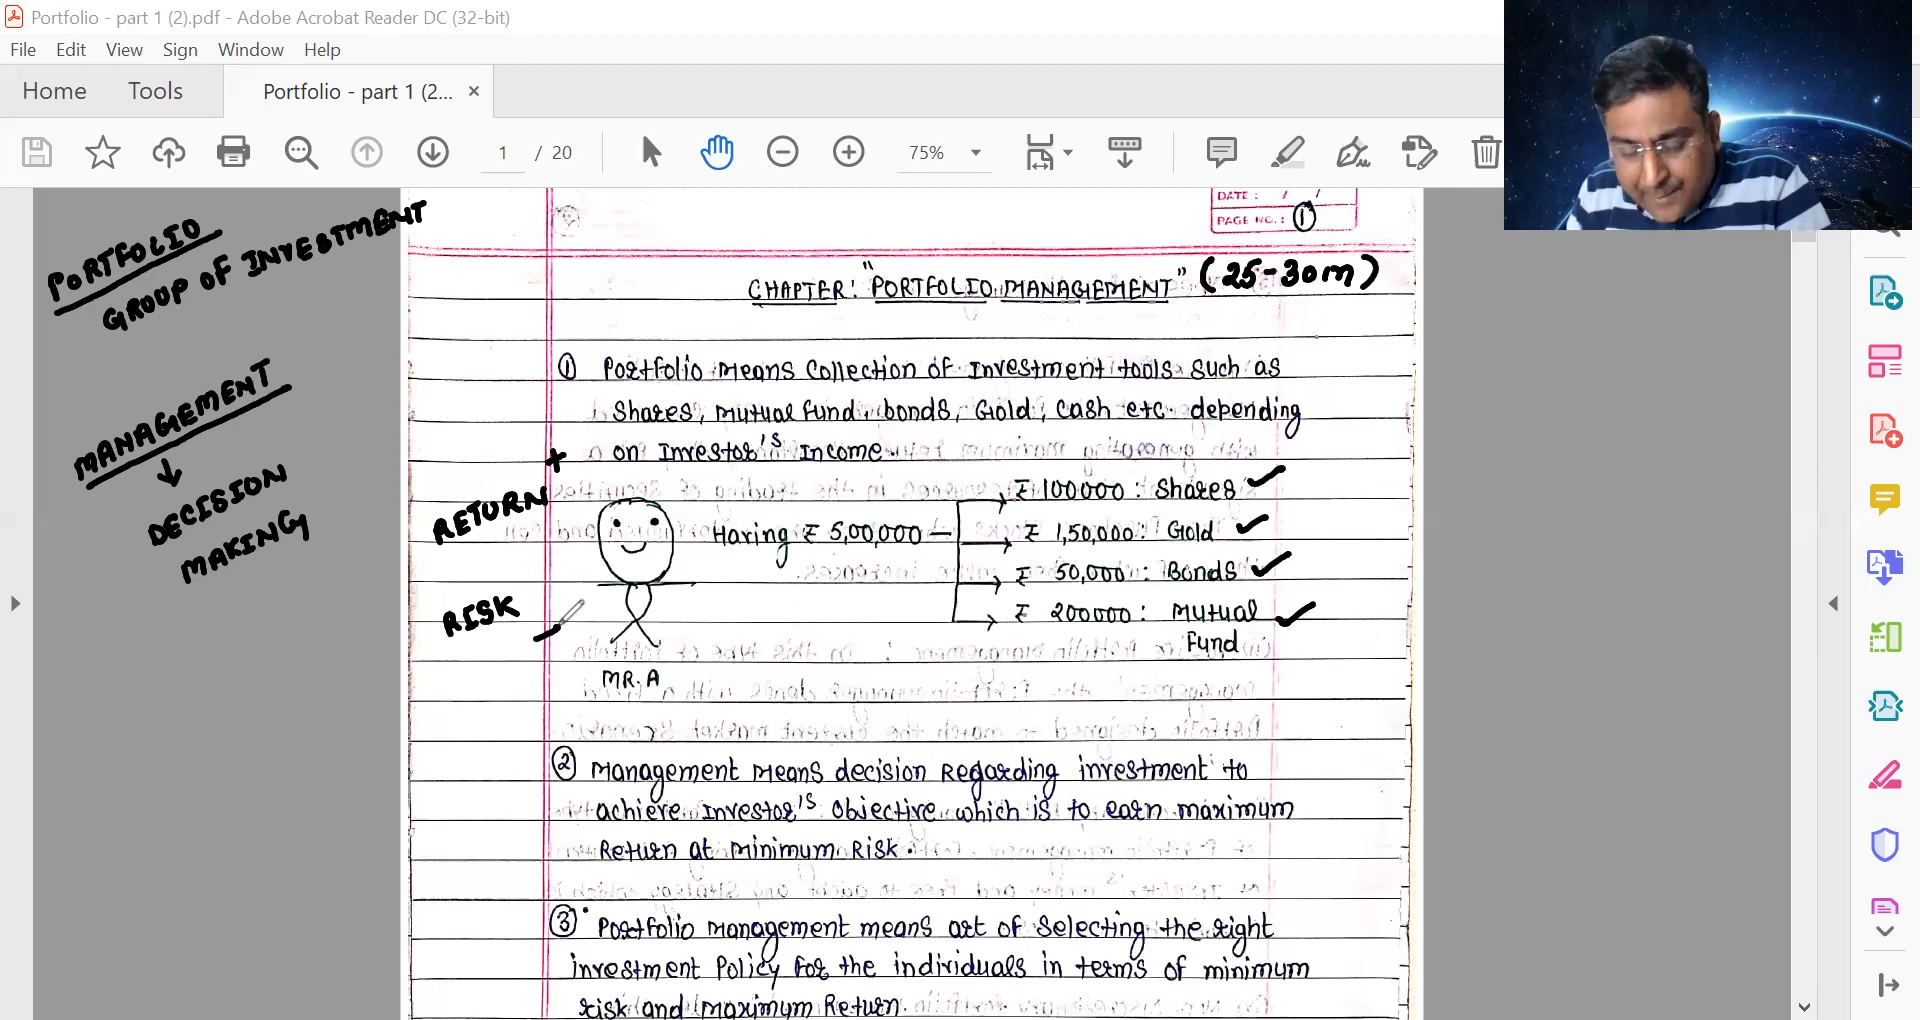 Portfolio - part 1 (2).pdf - Adobe Acrobat Reader DC (32-bit)
File Edit View Sign Window Help
Home Tools Portfolio - part 1 (2... ×
1 / 20 75%
DATE : / /
PAGE NO. : 1
PORTFOLIO
GROUP OF INVESTMENT
MANAGEMENT
↓
DECISION
MAKING
CHAPTER: "PORTFOLIO MANAGEMENT" (25-30m)
① Portfolio means collection of Investment tools such as
Shares, mutual fund, bonds, Gold, cash etc. depending
on Investor's Income.
RETURN +
RISK -
Having ₹ 5,00,000 —
→ ₹ 100000 : Shares ✓
→ ₹ 1,50,000 : Gold ✓
→ ₹ 50,000 : Bonds ✓
→ ₹ 200000 : Mutual ✓
Fund
MR. A
② Management means decision Regarding investment to
achieve Investor's Objective which is to earn maximum
Return at minimum Risk.
③ Portfolio management means art of selecting the right
investment Policy for the individuals in terms of minimum
risk and maximum Return.